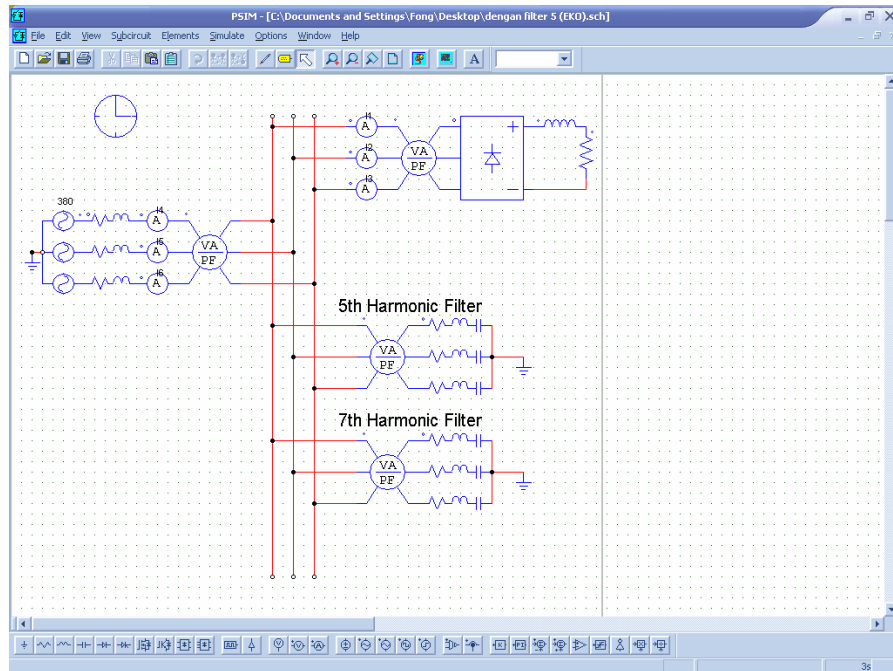 PSIM - [C:\Documents and Settings\Fong\Desktop\dengan filter 5 (EKO).sch]
File Edit View Subcircuit Elements Simulate Options Window Help
A
I1
A
I2
A
I3
A
VA
PF
+
−
380
I4
A
I5
A
I6
A
VA
PF
5th Harmonic Filter
VA
PF
7th Harmonic Filter
VA
PF
K
PI
3s